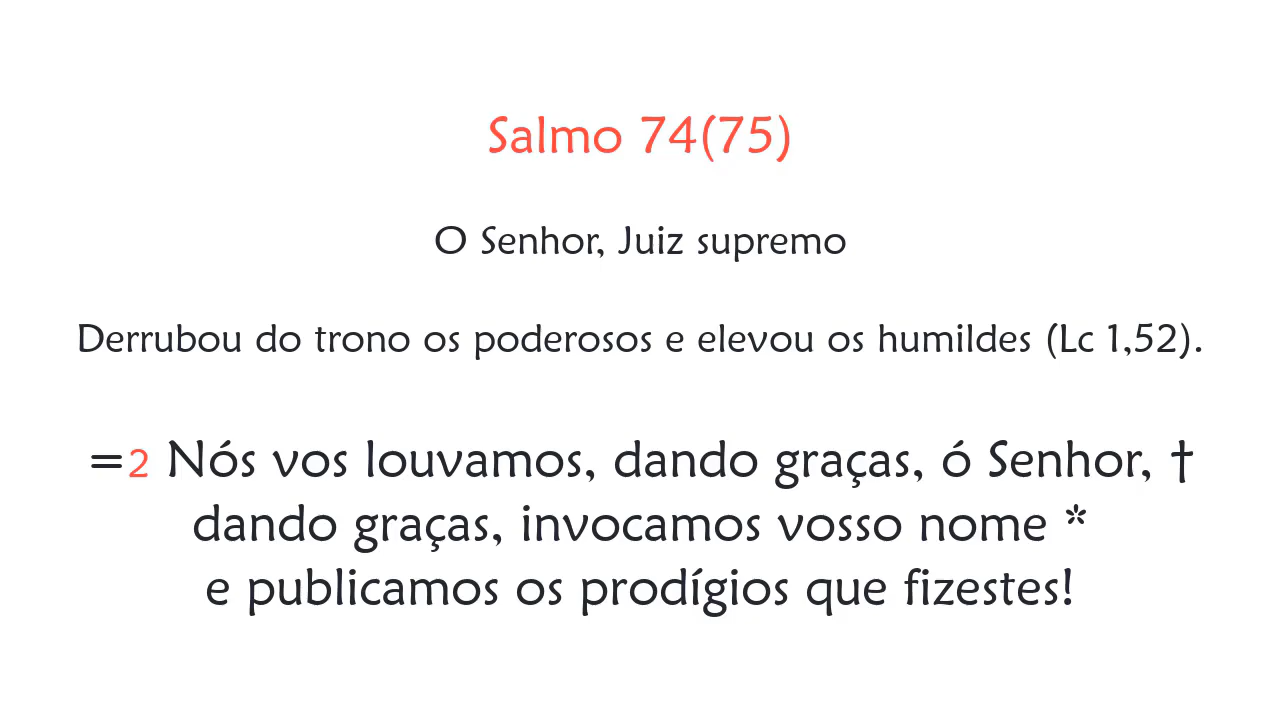 Salmo 74(75)
O Senhor, Juiz supremo
Derrubou do trono os poderosos e elevou os humildes (Lc 1,52).
=2 Nós vos louvamos, dando graças, ó Senhor, †
dando graças, invocamos vosso nome *
e publicamos os prodígios que fizestes!